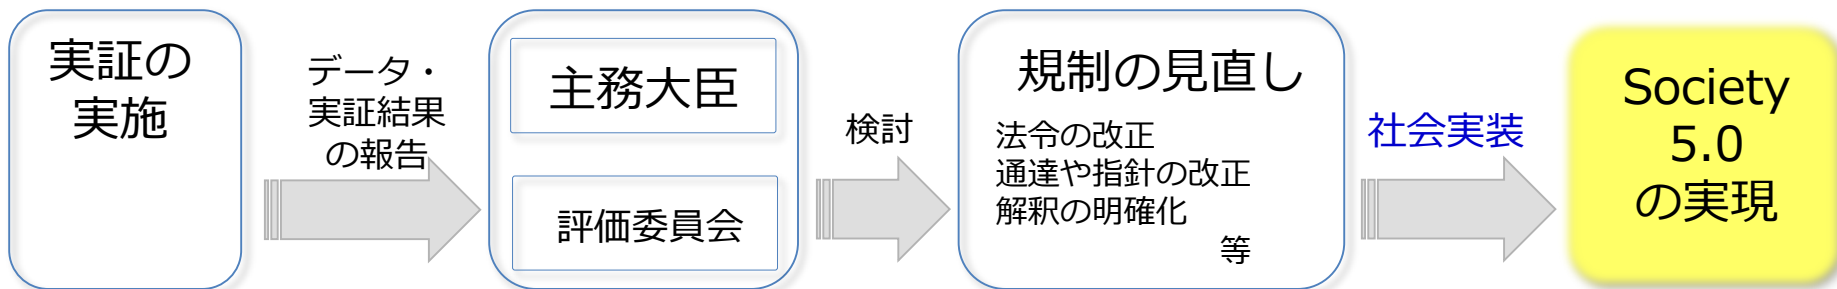 実証の
実施
データ・
実証結果
の報告
主務大臣
評価委員会
検討
規制の見直し
法令の改正
通達や指針の改正
解釈の明確化
等
社会実装
Society
5.0
の実現